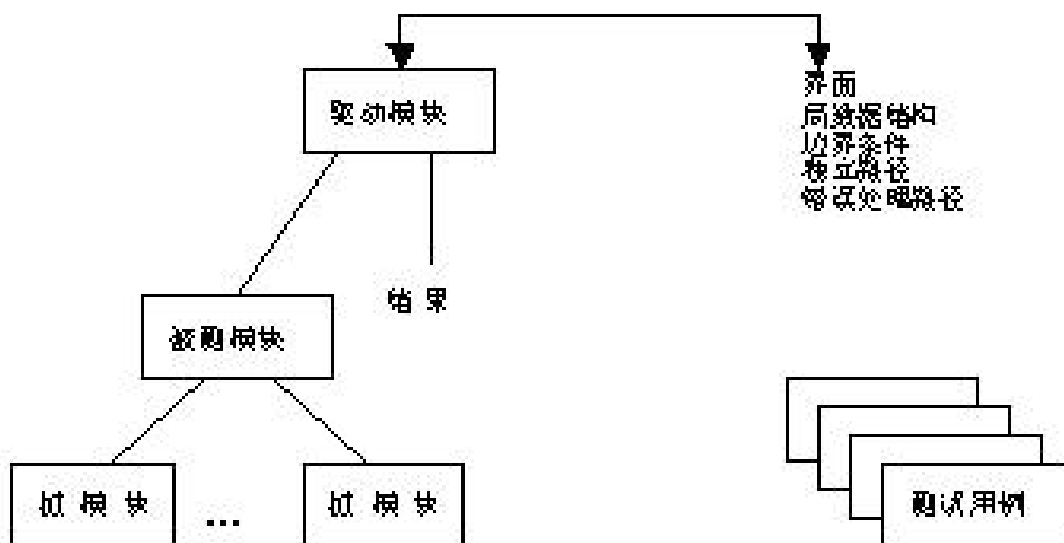 驱动模块
界面
局数据结构
边界条件
独立路径
错误处理路径
结果
被测模块
桩模块
...
桩模块
测试用例